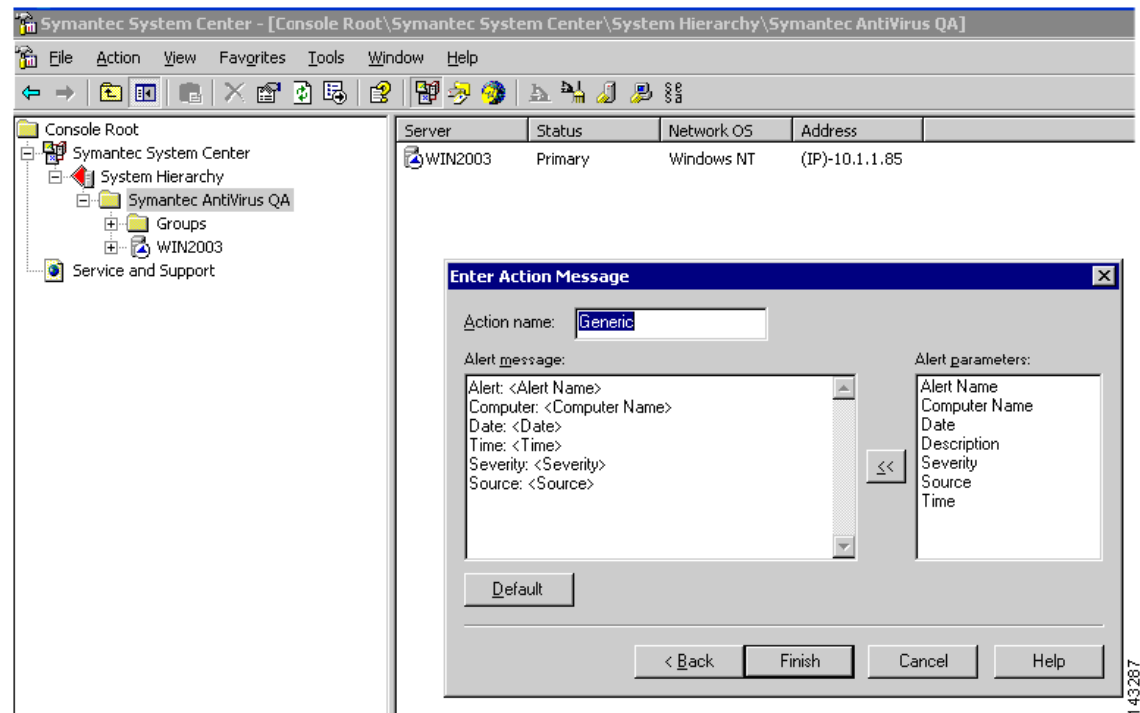 Symantec System Center - [Console Root\Symantec System Center\System Hierarchy\Symantec AntiVirus QA]
File Action View Favorites Tools Window Help
Console Root
Symantec System Center
System Hierarchy
Symantec AntiVirus QA
Groups
WIN2003
Service and Support
Server Status Network OS Address
WIN2003 Primary Windows NT (IP)-10.1.1.85
Enter Action Message
Action name: Generic
Alert message:
Alert: <Alert Name>
Computer: <Computer Name>
Date: <Date>
Time: <Time>
Severity: <Severity>
Source: <Source>
<<
Alert parameters:
Alert Name
Computer Name
Date
Description
Severity
Source
Time
Default
< Back Finish Cancel Help
143287